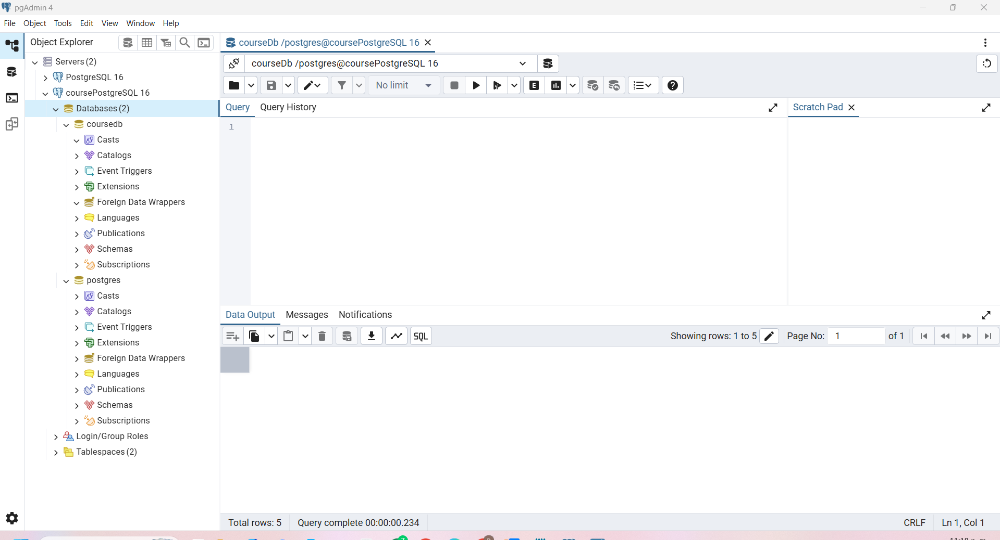 pgAdmin 4
File Object Tools Edit View Window Help
Object Explorer
courseDb /postgres@coursePostgreSQL 16
Servers (2)
PostgreSQL 16
coursePostgreSQL 16
Databases (2)
coursedb
Casts
Catalogs
Event Triggers
Extensions
Foreign Data Wrappers
Languages
Publications
Schemas
Subscriptions
postgres
Casts
Catalogs
Event Triggers
Extensions
Foreign Data Wrappers
Languages
Publications
Schemas
Subscriptions
Login/Group Roles
Tablespaces (2)
courseDb /postgres@coursePostgreSQL 16
No limit
E
Query Query History
Scratch Pad
1
Data Output Messages Notifications
SQL
Showing rows: 1 to 5
Page No: 1 of 1
Total rows: 5
Query complete 00:00:00.234
CRLF
Ln 1, Col 1